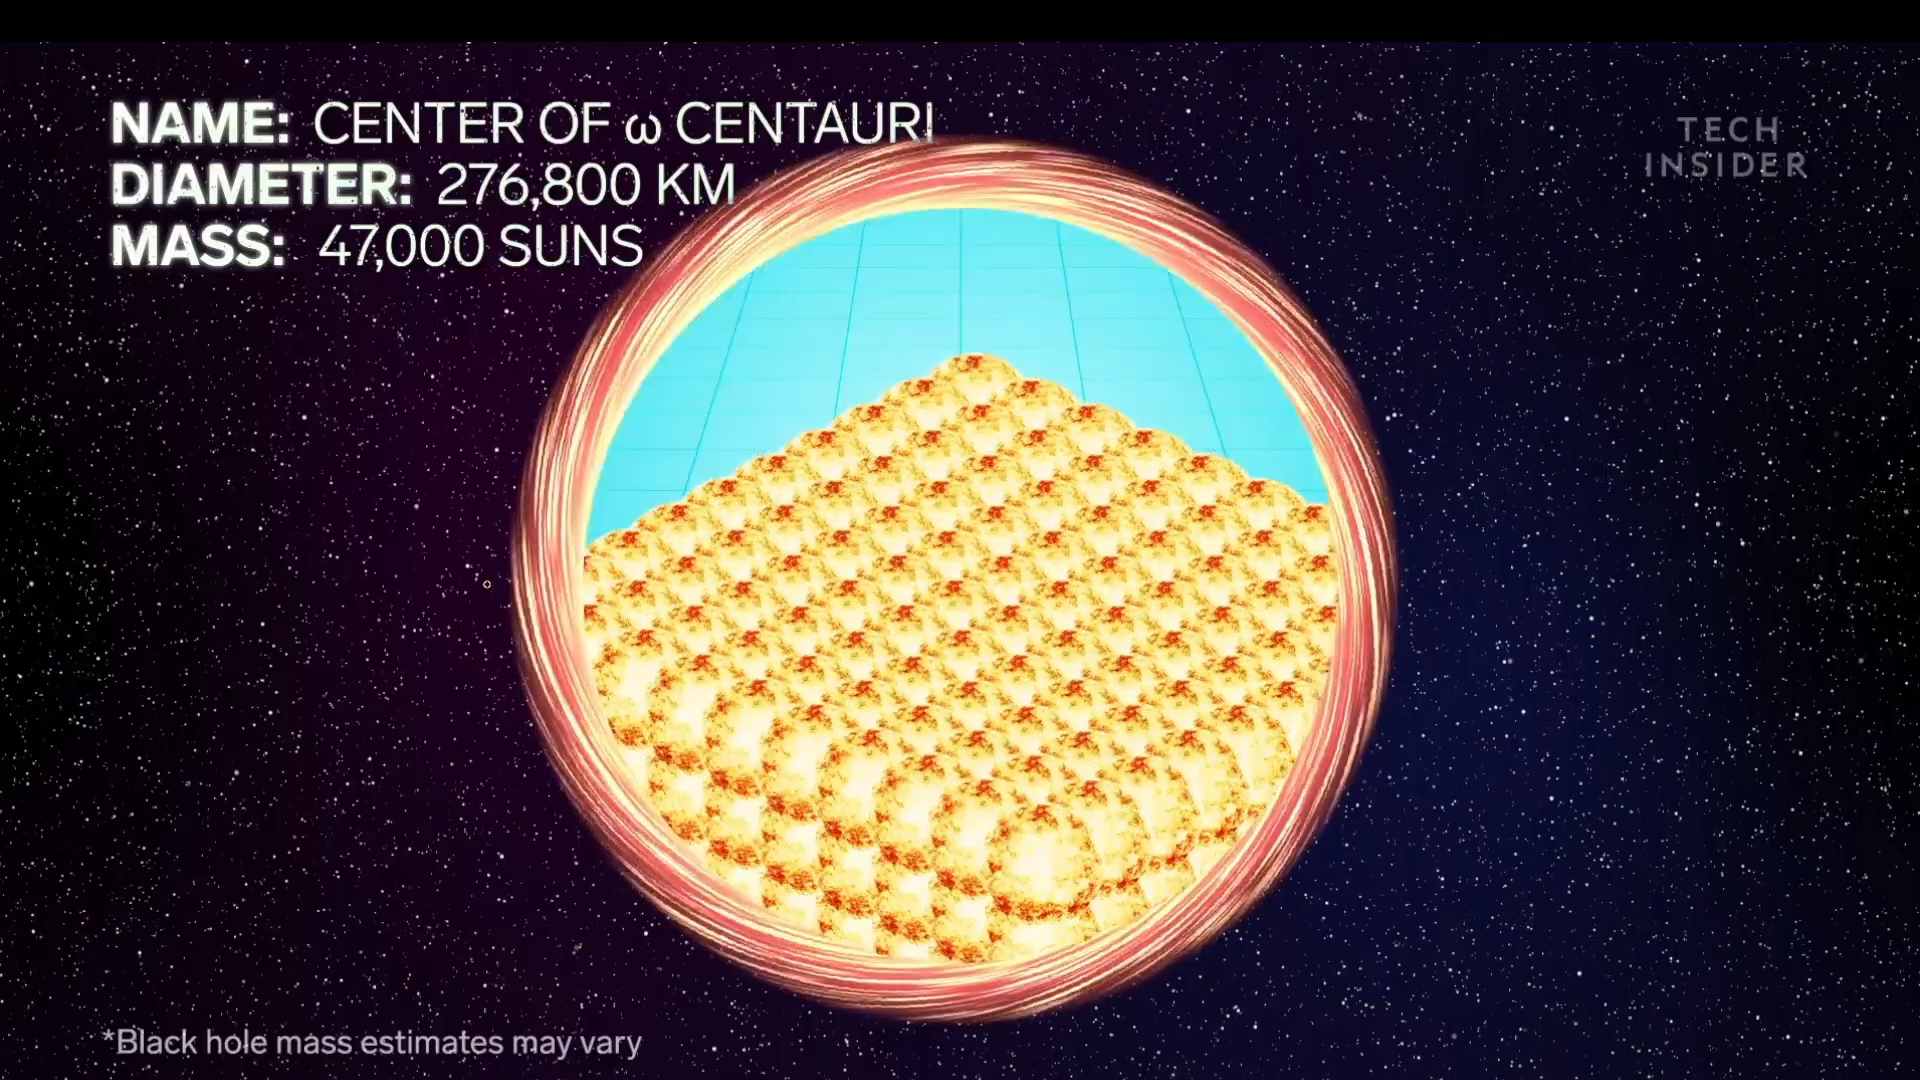 NAME: CENTER OF ω CENTAURI
DIAMETER: 276,800 KM
MASS: 47,000 SUNS
TECH
INSIDER
*Black hole mass estimates may vary